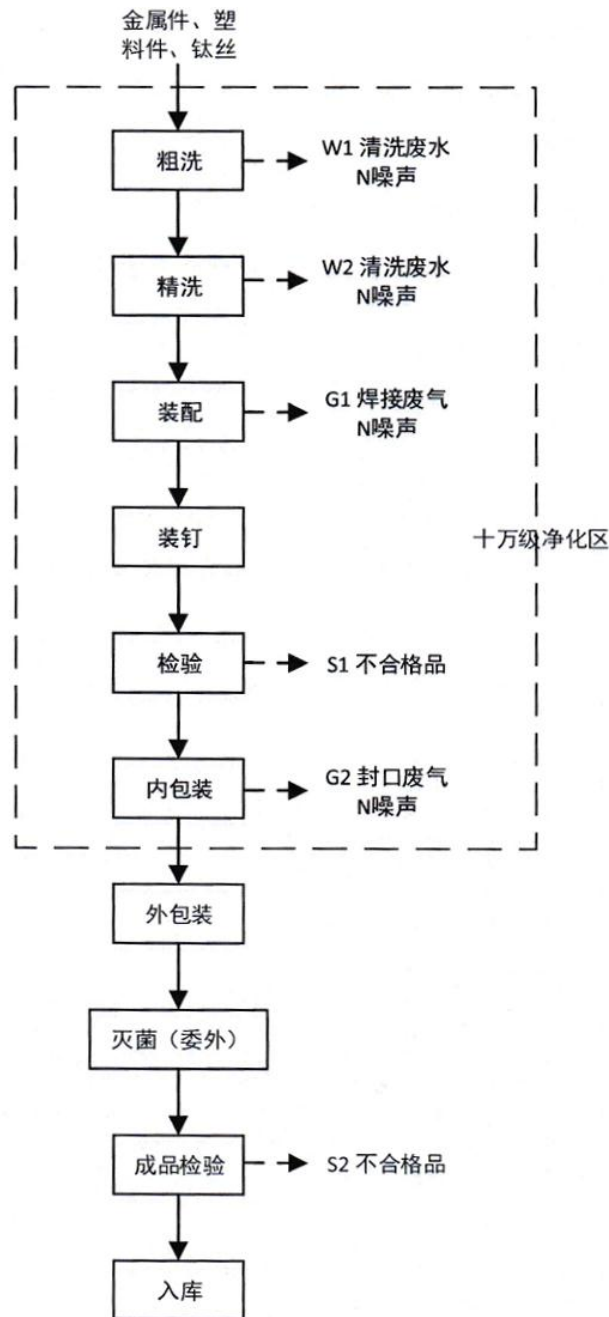 金属件、塑
料件、钛丝
粗洗
W1 清洗废水
N噪声
精洗
W2 清洗废水
N噪声
装配
G1 焊接废气
N噪声
装钉
十万级净化区
检验
S1 不合格品
内包装
G2 封口废气
N噪声
外包装
灭菌（委外）
成品检验
S2 不合格品
入库